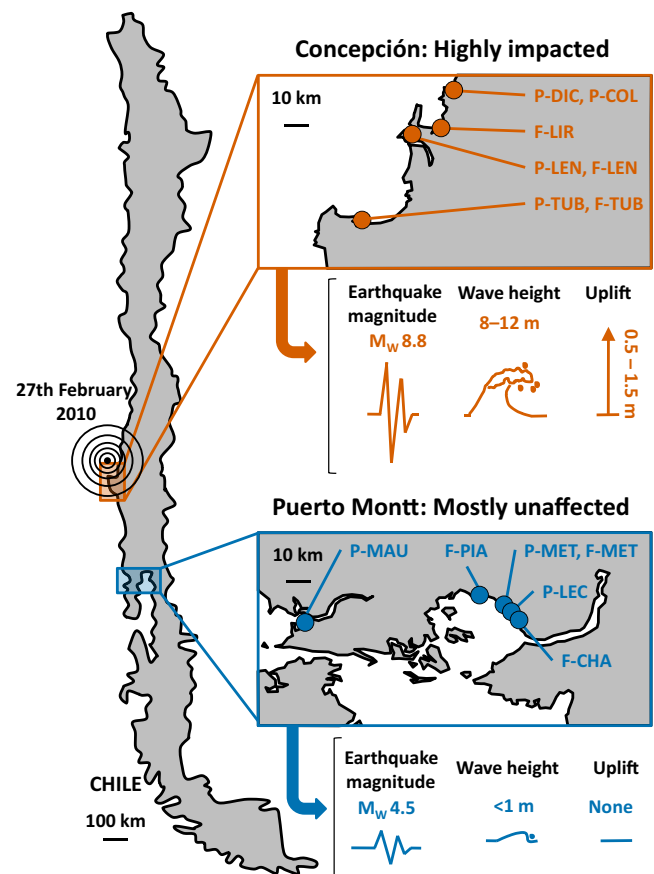 Concepción: Highly impacted
10 km
P-DIC, P-COL
F-LIR
P-LEN, F-LEN
P-TUB, F-TUB
Earthquake
magnitude
Mw 8.8
Wave height
8–12 m
Uplift
0.5 – 1.5 m
27th February
2010
Puerto Montt: Mostly unaffected
10 km
P-MAU
F-PIA
P-MET, F-MET
P-LEC
F-CHA
Earthquake
magnitude
Mw 4.5
Wave height
<1 m
Uplift
None
CHILE
100 km